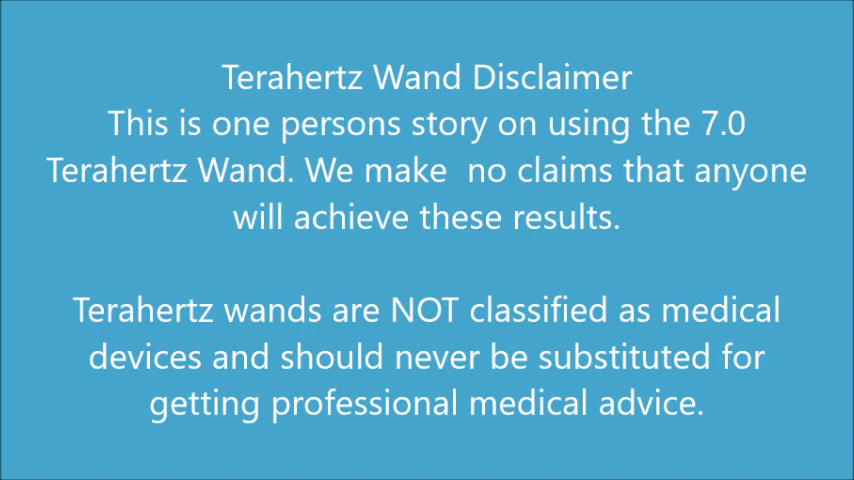 Terahertz Wand Disclaimer
This is one persons story on using the 7.0
Terahertz Wand. We make  no claims that anyone
will achieve these results.
Terahertz wands are NOT classified as medical
devices and should never be substituted for
getting professional medical advice.